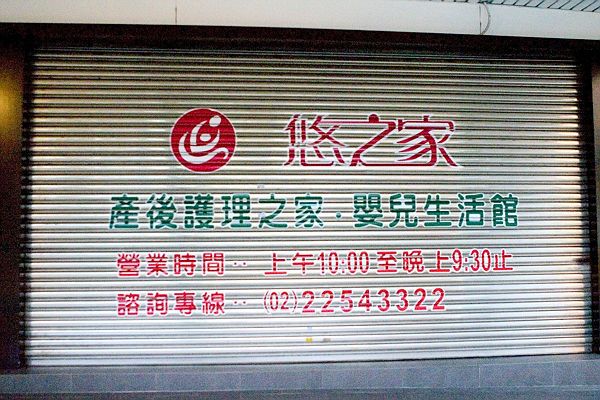 悠之家
產後護理之家·嬰兒生活館
營業時間‥上午10:00至晚上9:30止
諮詢專線‥(02)22543322